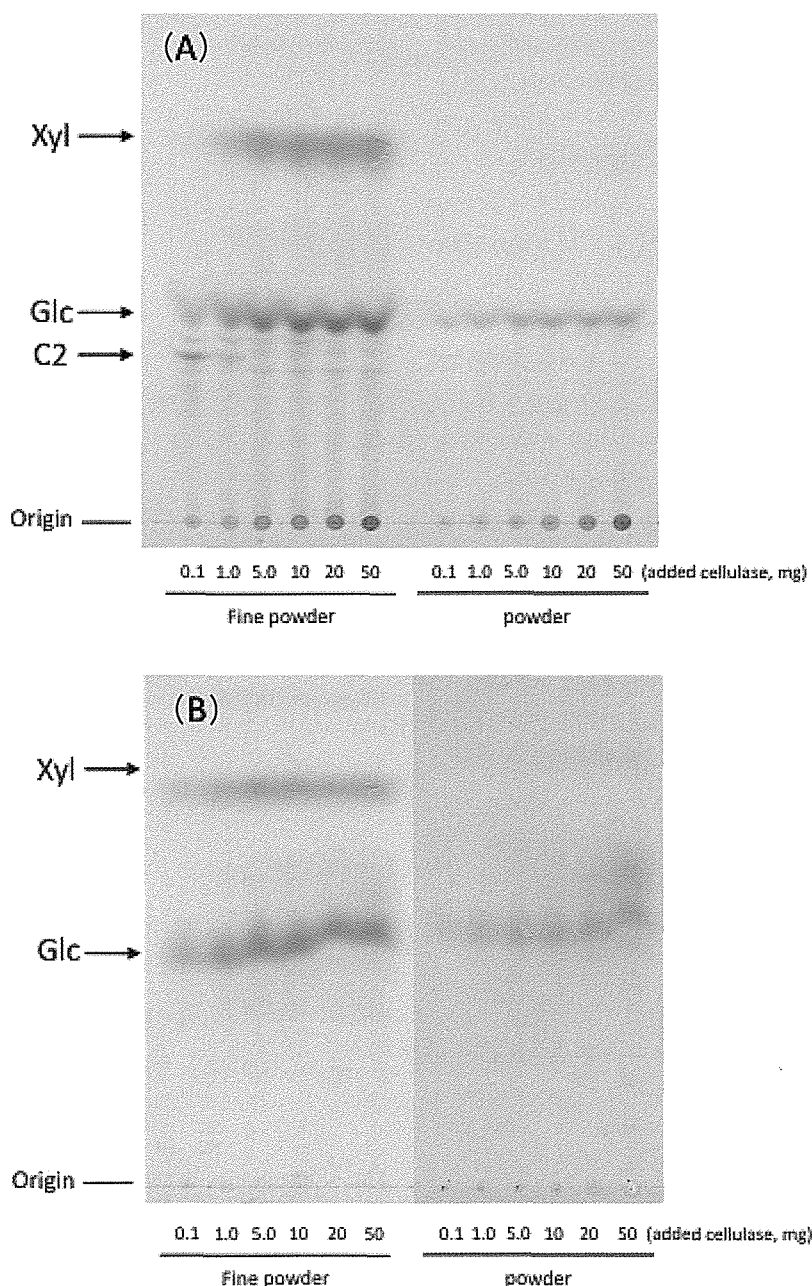 (A)
Xyl
Glc
C2
Origin
0.1 1.0 5.0 10 20 50 0.1 1.0 5.0 10 20 50 (added cellulase, mg)
Fine powder powder
(B)
Xyl
Glc
Origin
0.1 1.0 5.0 10 20 50 0.1 1.0 5.0 10 20 50 (added cellulase, mg)
Fine powder powder